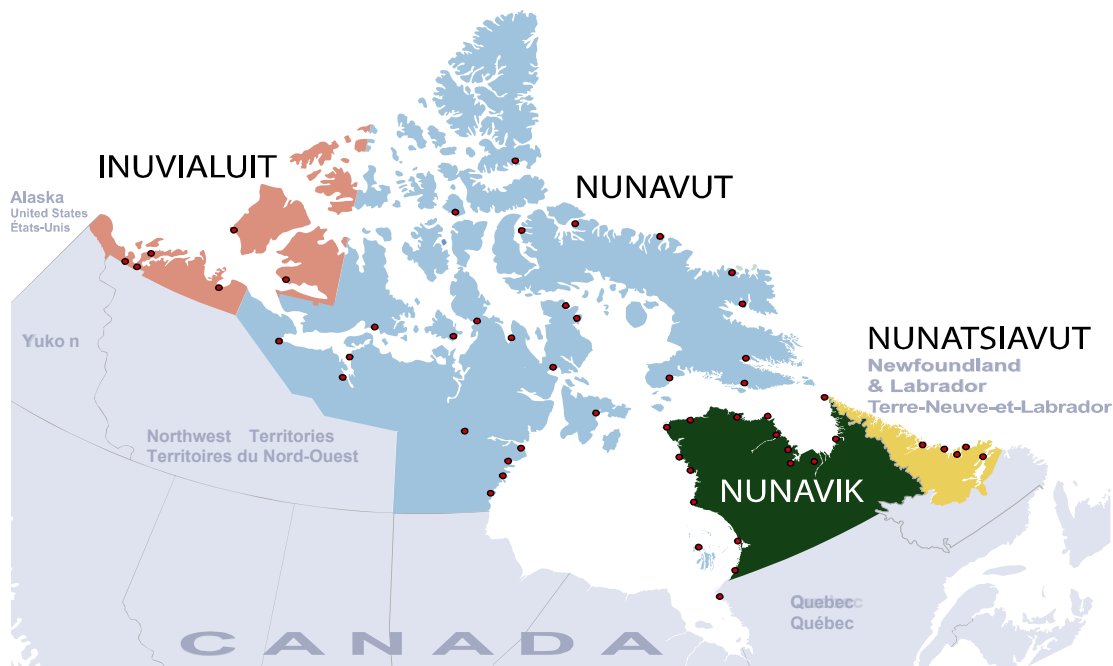 INUVIALUIT
NUNAVUT
Alaska
United States
États-Unis
NUNATSIAVUT
Newfoundland
& Labrador
Terre-Neuve-et-Labrador
Yuko n
Northwest Territories
Territoires du Nord-Ouest
NUNAVIK
Quebec
Québec
CANADA